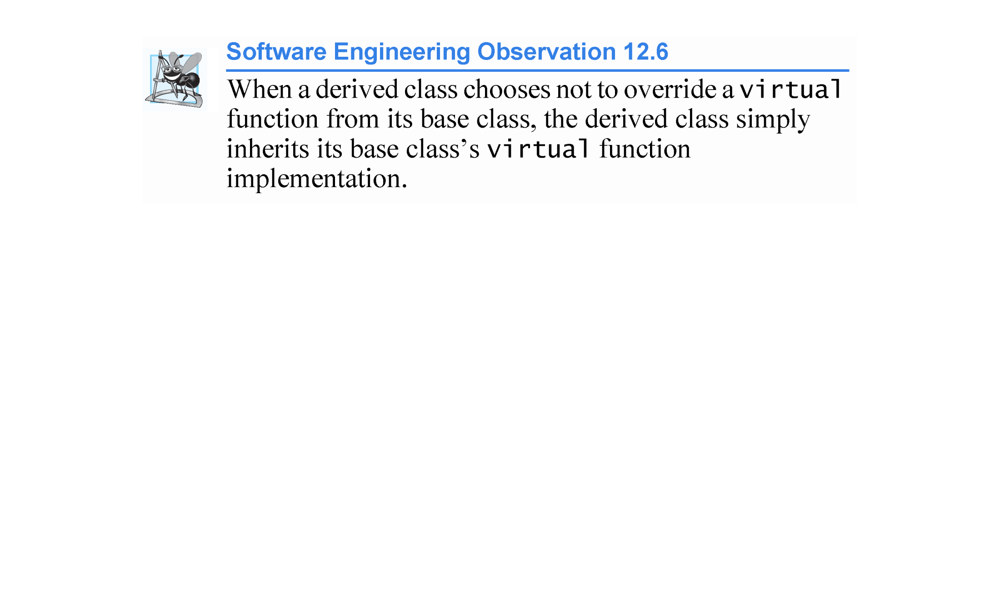 Software Engineering Observation 12.6
When a derived class chooses not to override a virtual
function from its base class, the derived class simply
inherits its base class’s virtual function
implementation.